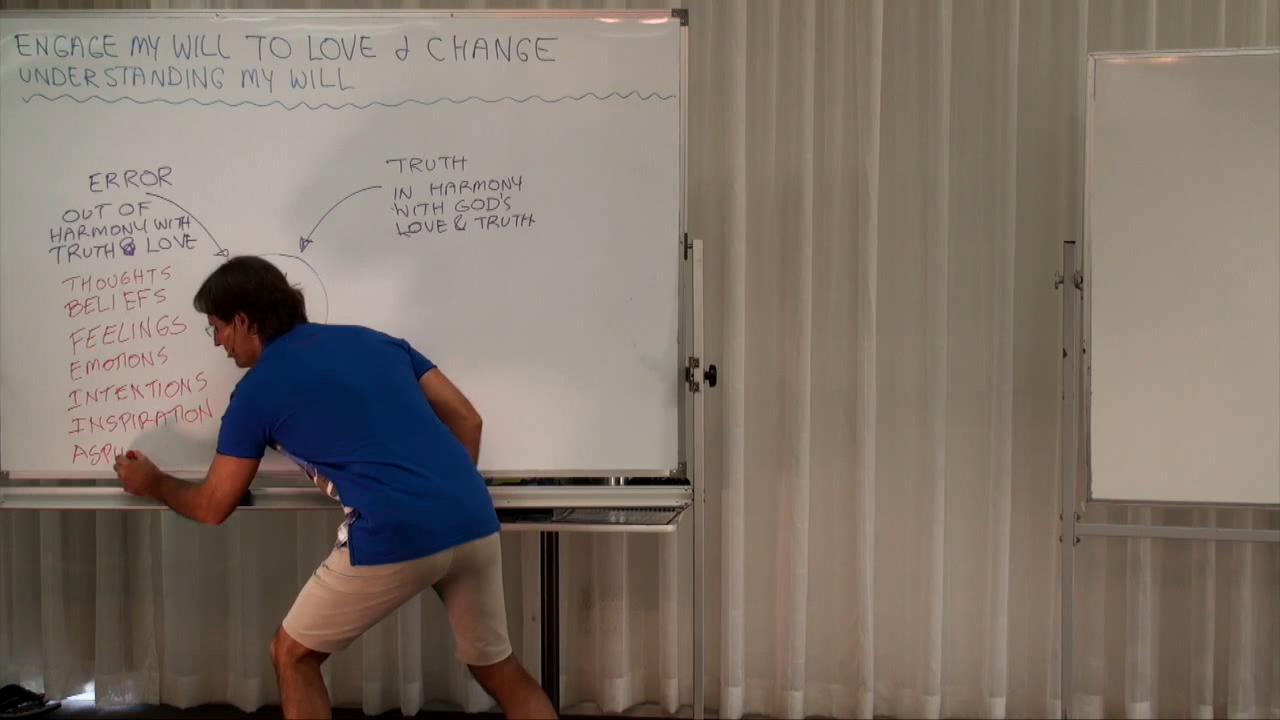 ENGAGE MY WILL TO LOVE & CHANGE
UNDERSTANDING MY WILL
ERROR
OUT OF
HARMONY WITH
TRUTH & LOVE
THOUGHTS
BELIEFS
FEELINGS
EMOTIONS
INTENTIONS
INSPIRATION
TRUTH
IN HARMONY
WITH GOD'S
LOVE & TRUTH